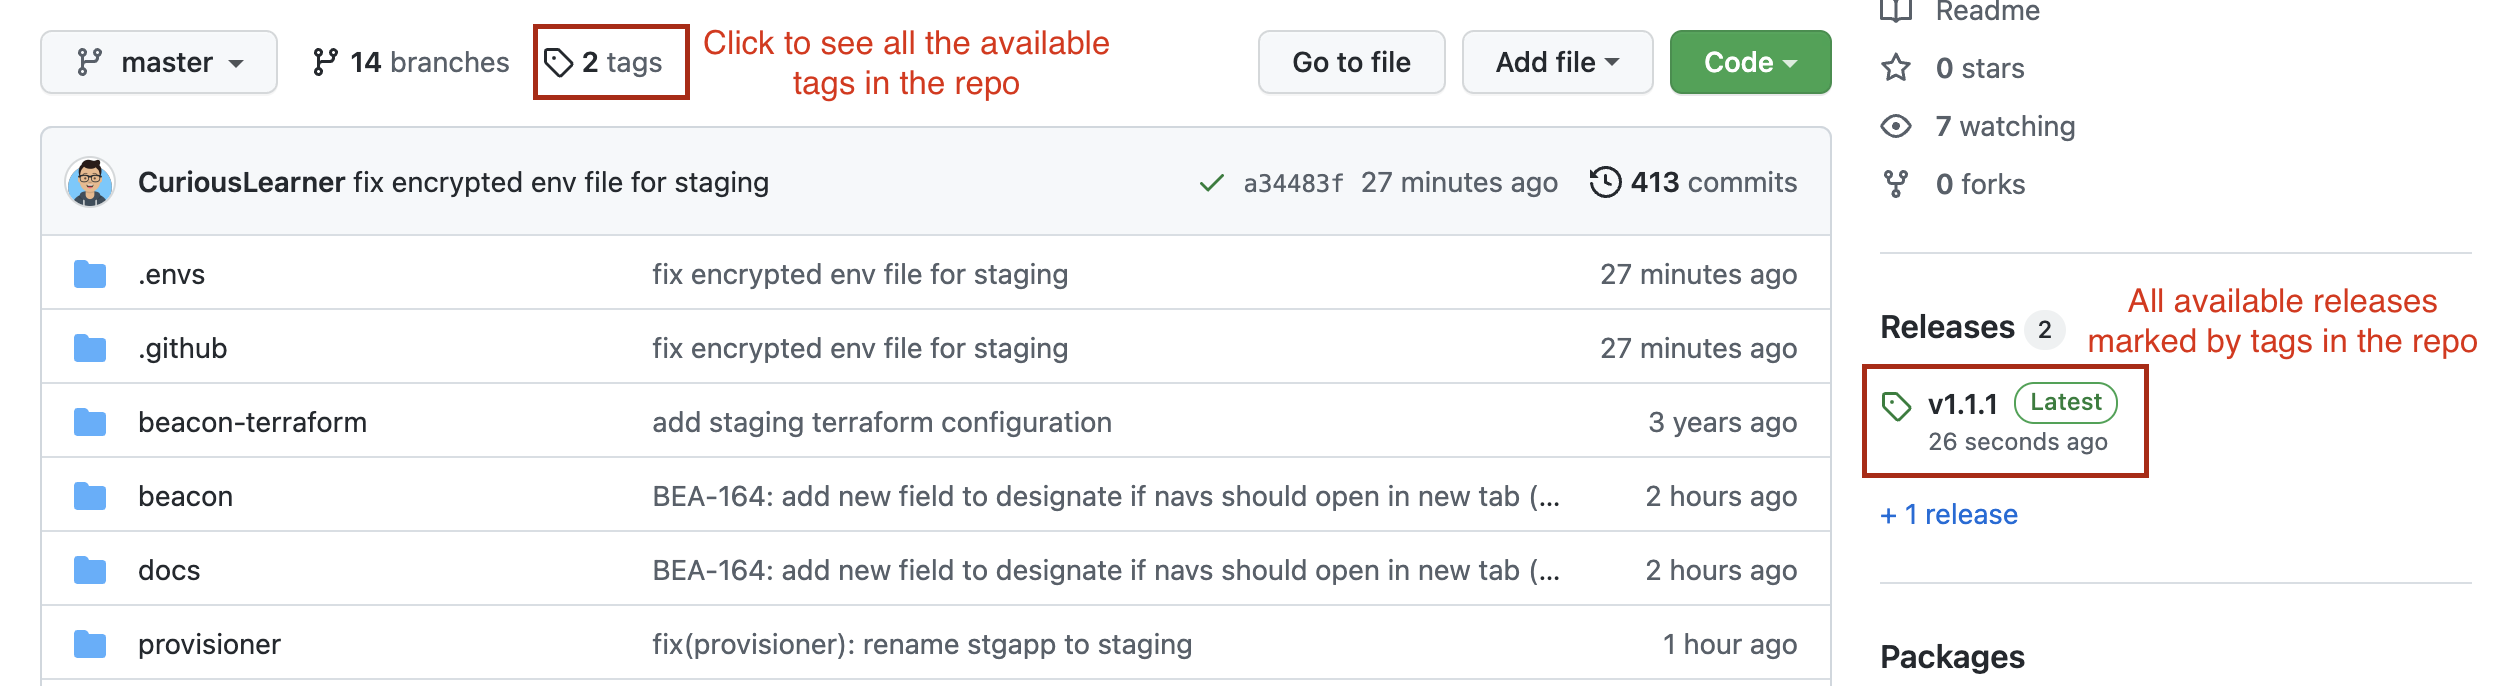 master
14 branches
2 tags
Click to see all the available
tags in the repo
Go to file
Add file
Code
CuriousLearner fix encrypted env file for staging
a34483f 27 minutes ago
413 commits
.envs fix encrypted env file for staging 27 minutes ago
.github fix encrypted env file for staging 27 minutes ago
beacon-terraform add staging terraform configuration 3 years ago
beacon BEA-164: add new field to designate if navs should open in new tab (... 2 hours ago
docs BEA-164: add new field to designate if navs should open in new tab (... 2 hours ago
provisioner fix(provisioner): rename stgapp to staging 1 hour ago
Readme
0 stars
7 watching
0 forks
Releases 2
All available releases
marked by tags in the repo
v1.1.1 Latest
26 seconds ago
+ 1 release
Packages